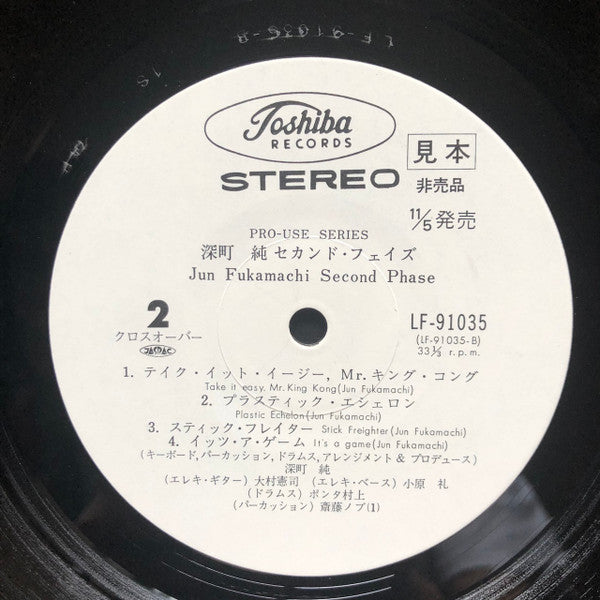 LF-91035-B
1S
Toshiba
RECORDS
STEREO
見本
非売品
11/5発売
PRO-USE SERIES
深町 純 セカンド・フェイズ
Jun Fukamachi Second Phase
2
クロスオーバー
JASRAC
LF-91035
(LF-91035-B)
33⅓ r.p.m.
1. テイク・イット・イージー, Mr. キング・コング
Take it easy, Mr. King Kong (Jun Fukamachi)
2. プラスティック・エシェロン
Plastic Echelon (Jun Fukamachi)
3. スティック・フレイター Stick Freighter (Jun Fukamachi)
4. イッツ・ア・ゲーム It's a game (Jun Fukamachi)
(キーボード, パーカッション, ドラムス, アレンジメント & プロデュース)
深町 純
(エレキ・ギター) 大村憲司 (エレキ・ベース) 小原 礼
(ドラムス) ポンタ村上
(パーカッション) 斎藤ノブ(1)